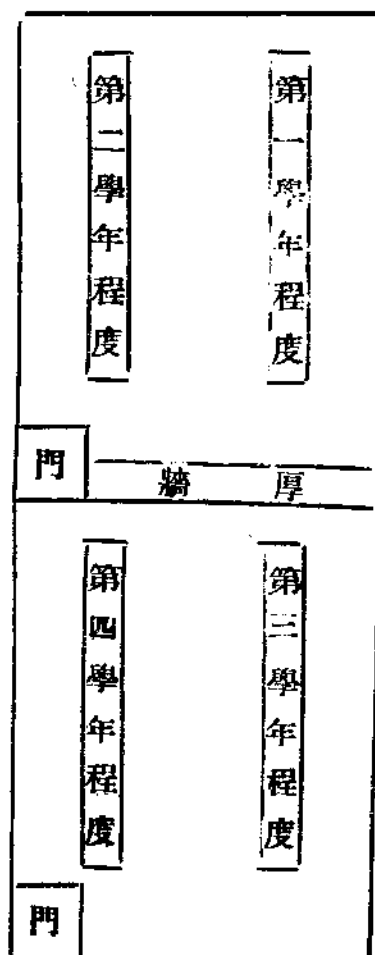 第一學年程度
第二學年程度
門
厚牆
第三學年程度
第四學年程度
門